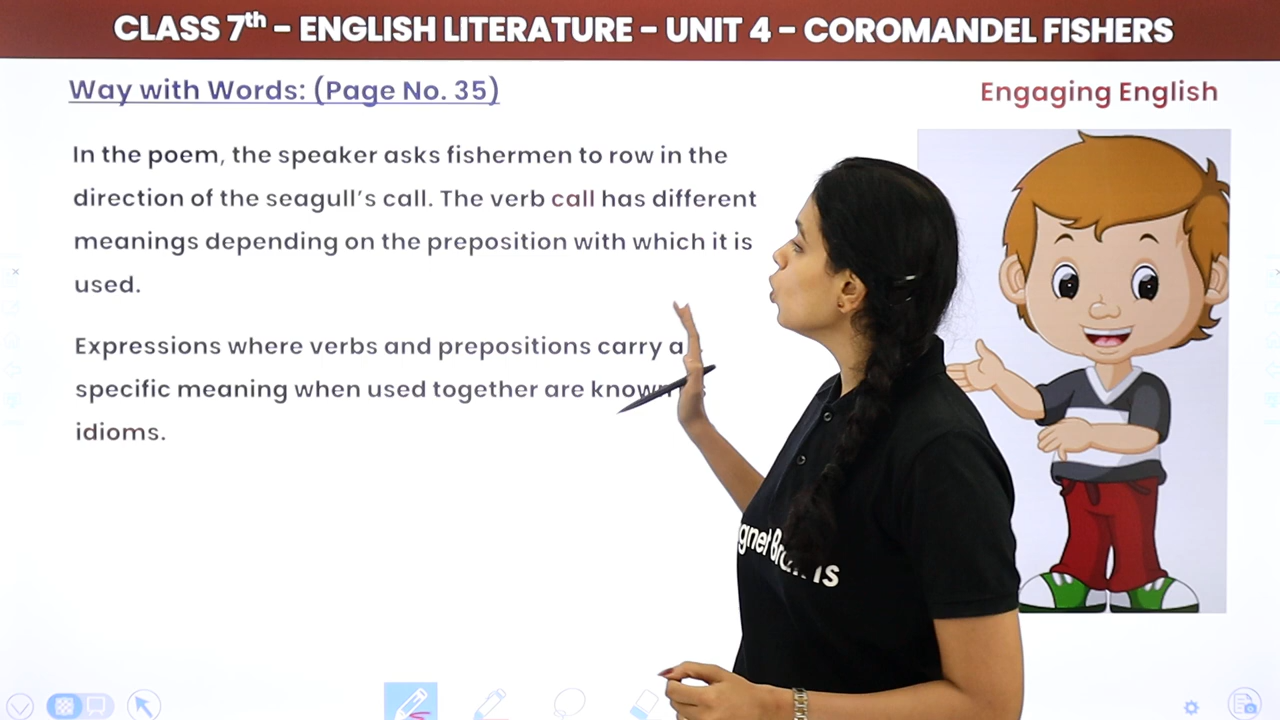 CLASS 7th - ENGLISH LITERATURE - UNIT 4 - COROMANDEL FISHERS
Way with Words: (Page No. 35)
Engaging English
In the poem, the speaker asks fishermen to row in the
direction of the seagull's call. The verb call has different
meanings depending on the preposition with which it is
used.
Expressions where verbs and prepositions carry a
specific meaning when used together are known
idioms.